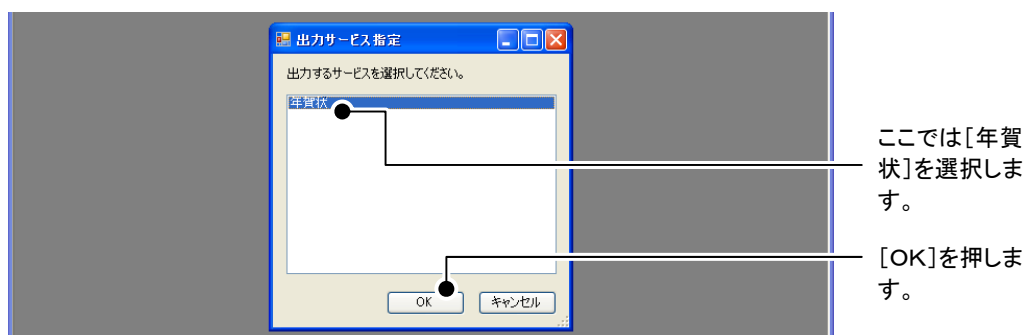 出力サービス指定
出力するサービスを選択してください。
年賀状
OK
キャンセル
ここでは[年賀
状]を選択しま
す。
[OK]を押しま
す。